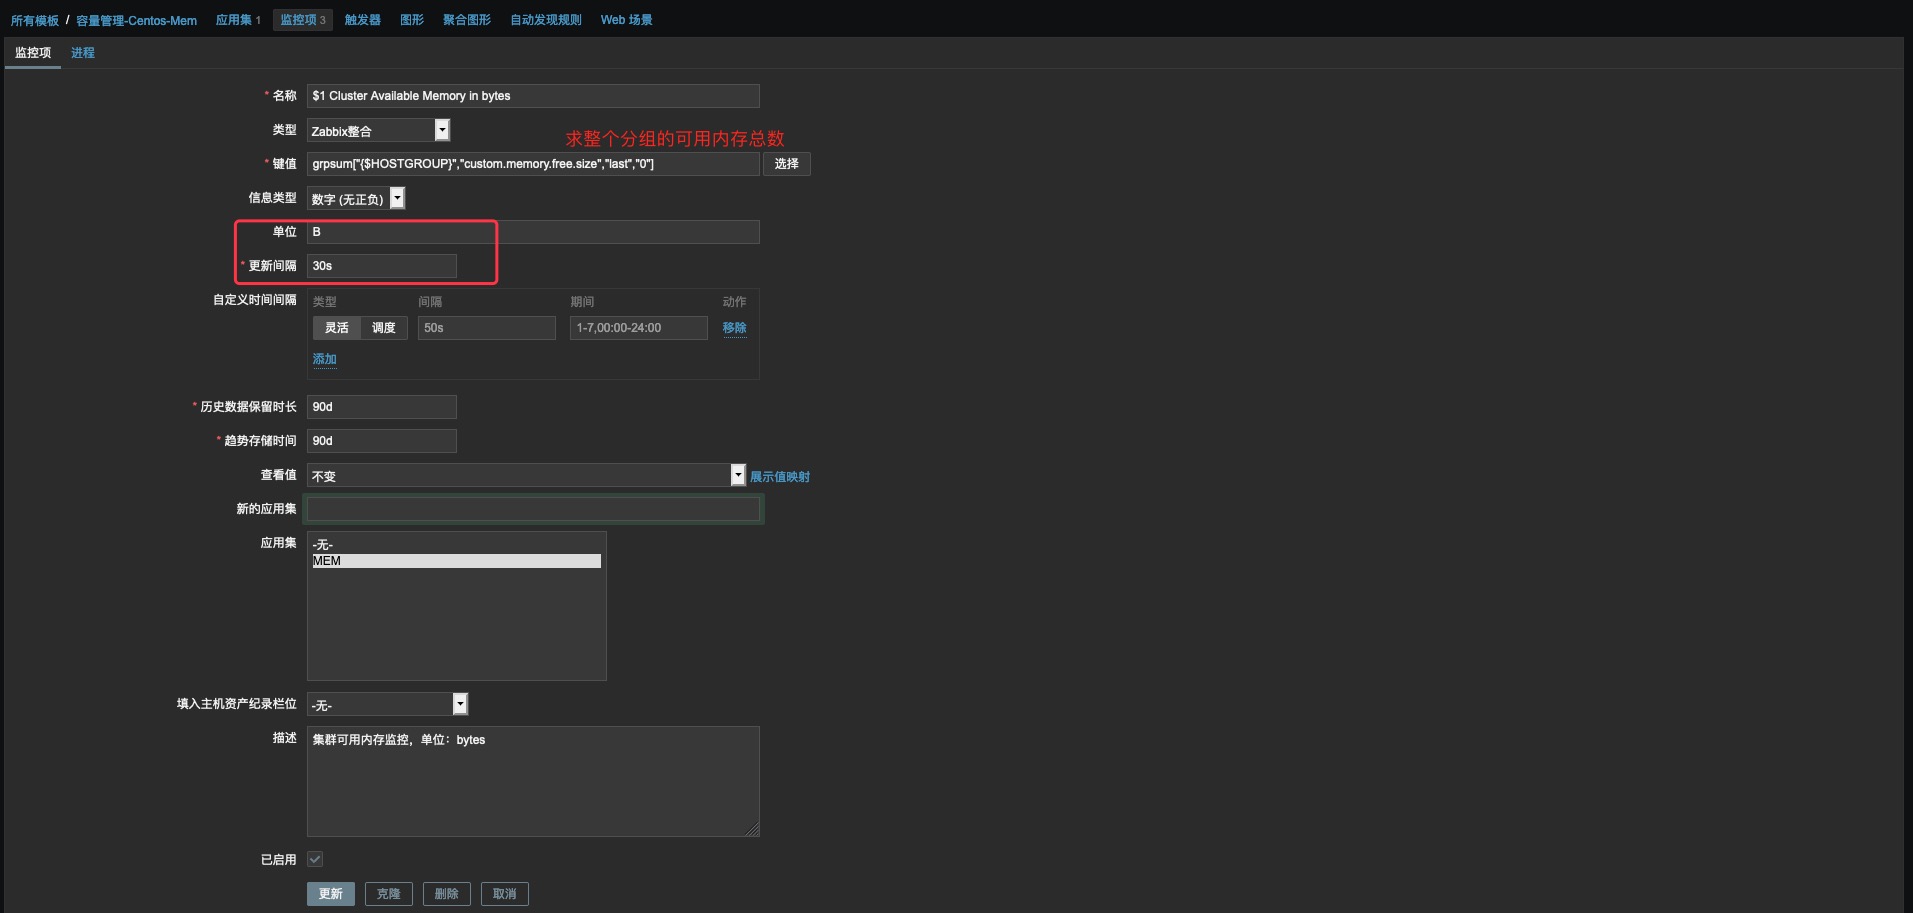 所有模板 / 容量管理-Centos-Mem 应用集 1 监控项 3 触发器 图形 聚合图形 自动发现规则 Web 场景
监控项 进程
* 名称 $1 Cluster Available Memory in bytes
类型 Zabbix整合
求整个分组的可用内存总数
* 键值 grpsum["{$HOSTGROUP}","custom.memory.free.size","last","0"] 选择
信息类型 数字 (无正负)
单位 B
* 更新间隔 30s
自定义时间间隔 类型 间隔 期间 动作
灵活 调度 50s 1-7,00:00-24:00 移除
添加
* 历史数据保留时长 90d
* 趋势存储时间 90d
查看值 不变 展示值映射
新的应用集
应用集 -无-
MEM
填入主机资产纪录栏位 -无-
描述 集群可用内存监控，单位：bytes
已启用
更新 克隆 删除 取消